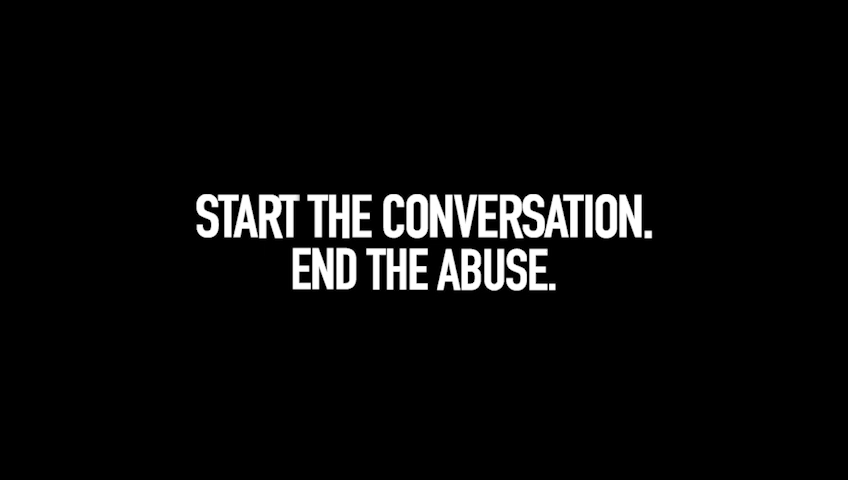 START THE CONVERSATION.
END THE ABUSE.